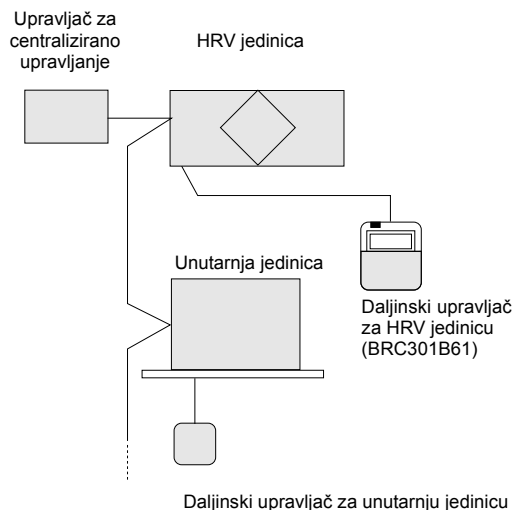 Upravljač za
centralizirano
upravljanje
HRV jedinica
Unutarnja jedinica
Daljinski upravljač
za HRV jedinicu
(BRC301B61)
Daljinski upravljač za unutarnju jedinicu